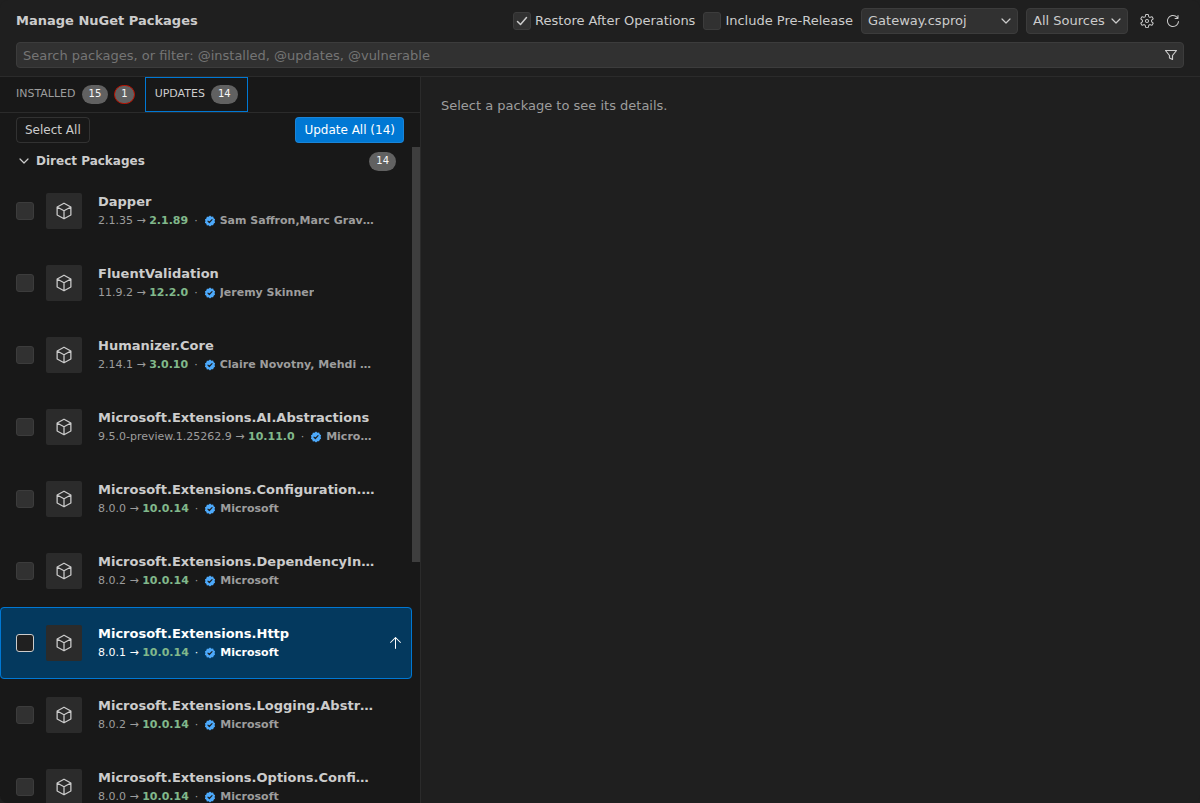 Manage NuGet Packages
Restore After Operations
Include Pre-Release
Gateway.csproj
All Sources
Search packages, or filter: @installed, @updates, @vulnerable
INSTALLED 15 1
UPDATES 14
Select a package to see its details.
Select All
Update All (14)
Direct Packages 14
Dapper
2.1.35 → 2.1.89 · Sam Saffron,Marc Grav...
FluentValidation
11.9.2 → 12.2.0 · Jeremy Skinner
Humanizer.Core
2.14.1 → 3.0.10 · Claire Novotny, Mehdi ...
Microsoft.Extensions.AI.Abstractions
9.5.0-preview.1.25262.9 → 10.11.0 · Micro...
Microsoft.Extensions.Configuration....
8.0.0 → 10.0.14 · Microsoft
Microsoft.Extensions.DependencyIn...
8.0.2 → 10.0.14 · Microsoft
Microsoft.Extensions.Http
8.0.1 → 10.0.14 · Microsoft
Microsoft.Extensions.Logging.Abstr...
8.0.2 → 10.0.14 · Microsoft
Microsoft.Extensions.Options.Confi...
8.0.0 → 10.0.14 · Microsoft